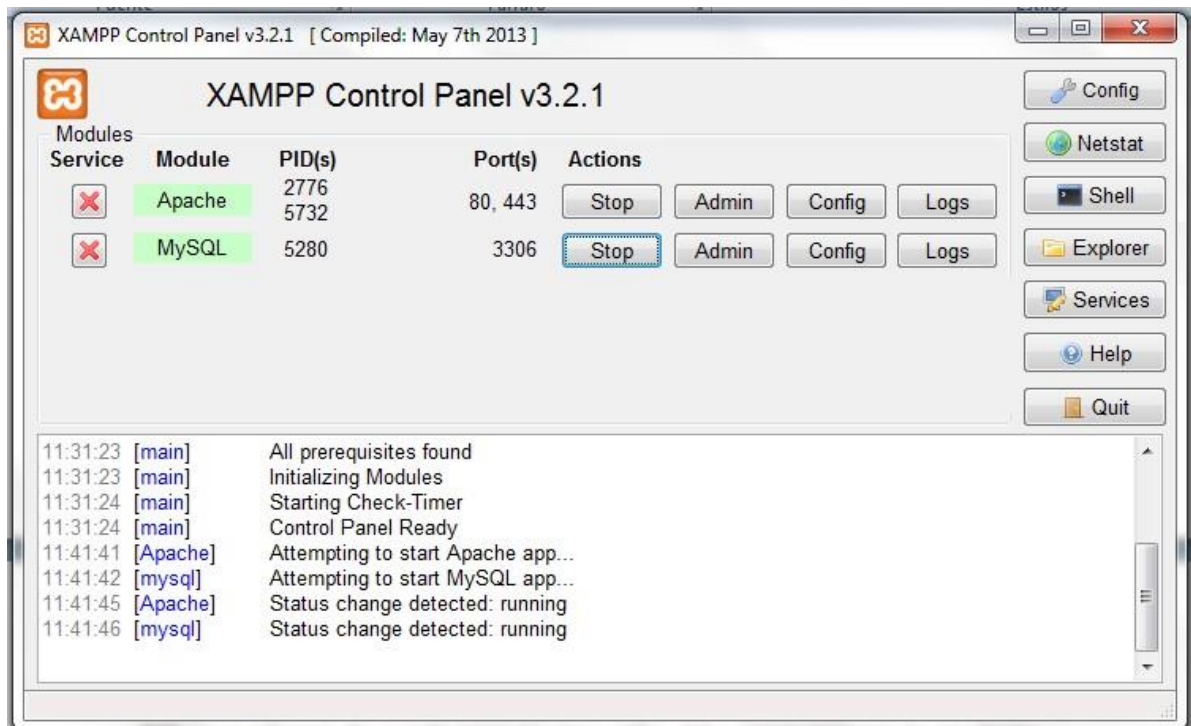 XAMPP Control Panel v3.2.1 [ Compiled: May 7th 2013 ]
XAMPP Control Panel v3.2.1
Modules
Service Module PID(s) Port(s) Actions
Apache 2776 5732 80, 443 Stop Admin Config Logs
MySQL 5280 3306 Stop Admin Config Logs
Config
Netstat
Shell
Explorer
Services
Help
Quit
11:31:23 [main] All prerequisites found
11:31:23 [main] Initializing Modules
11:31:24 [main] Starting Check-Timer
11:31:24 [main] Control Panel Ready
11:41:41 [Apache] Attempting to start Apache app...
11:41:42 [mysql] Attempting to start MySQL app...
11:41:45 [Apache] Status change detected: running
11:41:46 [mysql] Status change detected: running